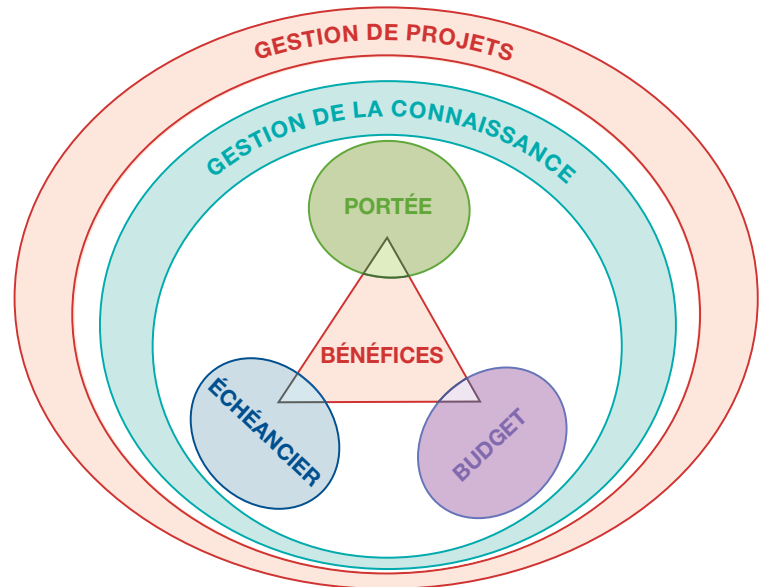 GESTION DE PROJETS
GESTION DE LA CONNAISSANCE
PORTÉE
BÉNÉFICES
ÉCHÉANCIER
BUDGET